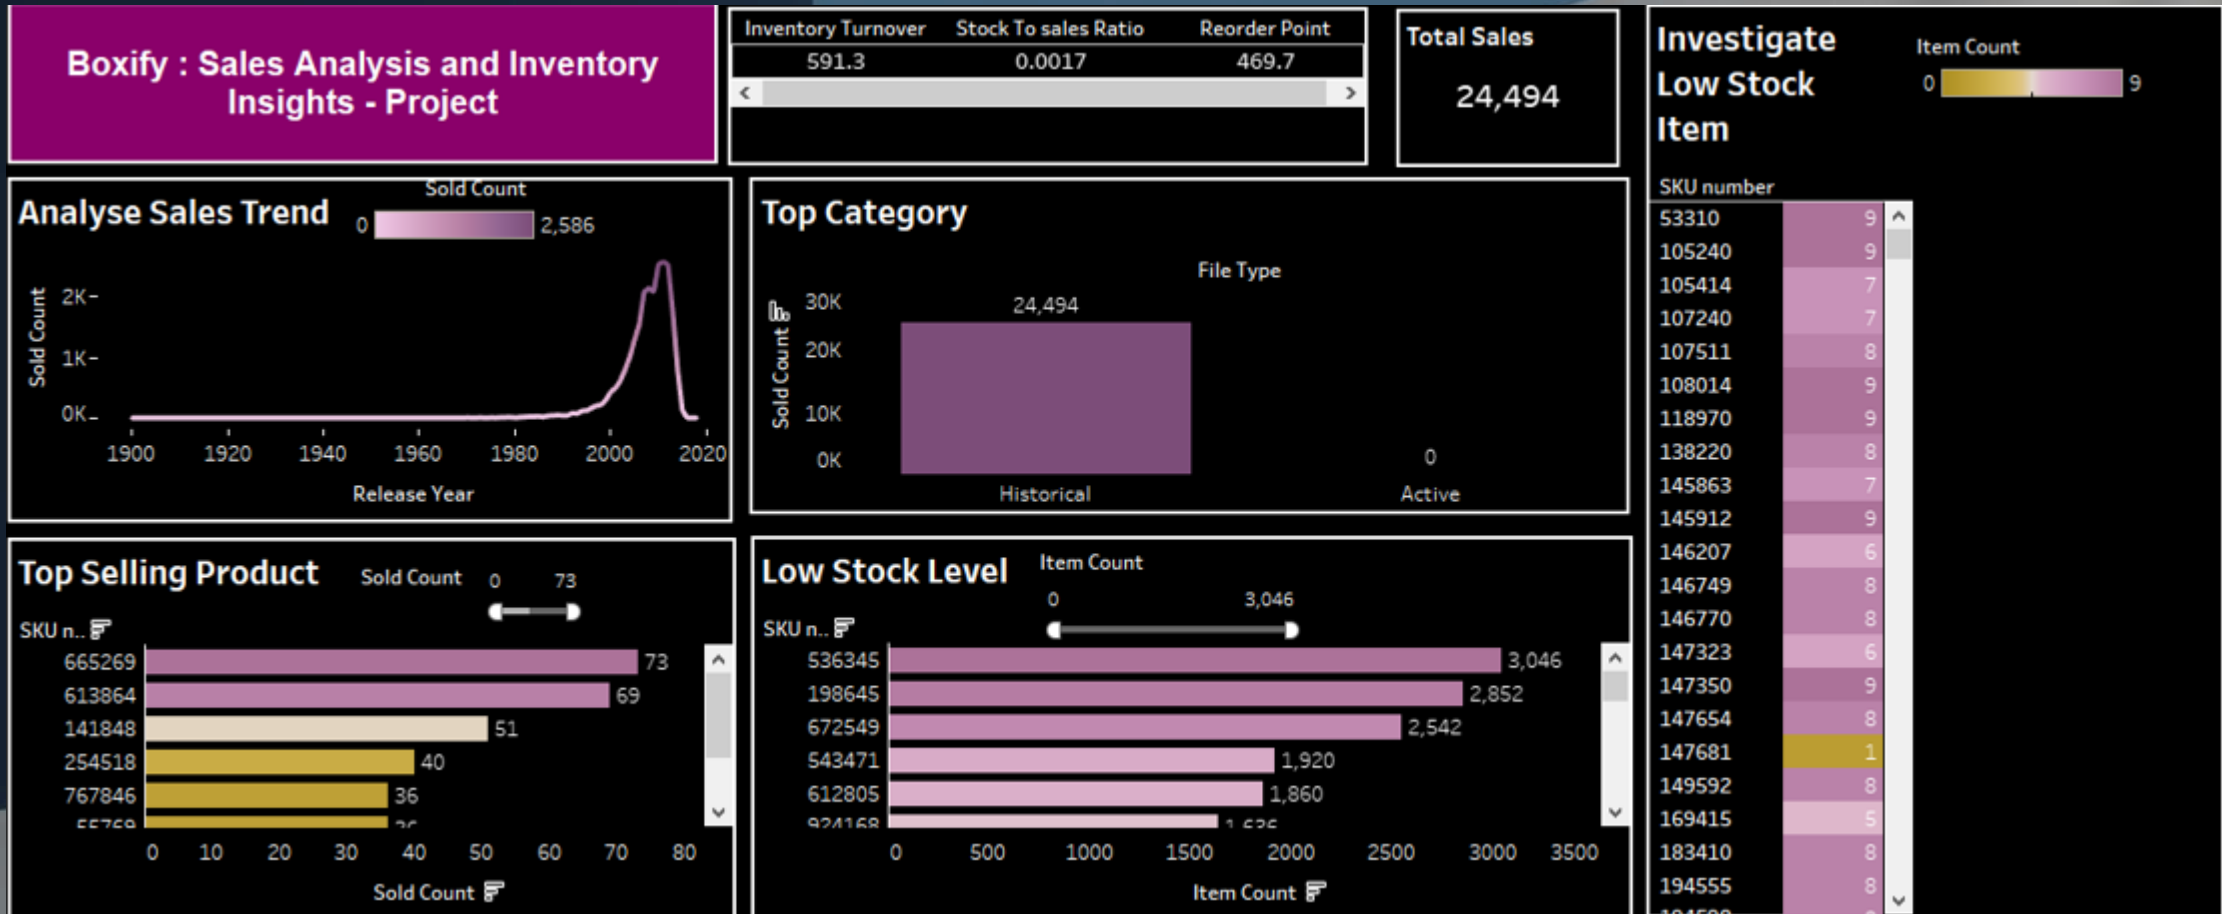 Boxify : Sales Analysis and Inventory
Insights - Project
Inventory Turnover Stock To sales Ratio Reorder Point
591.3 0.0017 469.7
Total Sales
24,494
Investigate
Low Stock
Item
Item Count
0 9
SKU number
53310 9
105240 9
105414 7
107240 7
107511 8
108014 9
118970 9
138220 8
145863 7
145912 9
146207 6
146749 8
146770 8
147323 6
147350 9
147654 8
147681 1
149592 8
169415 5
183410 8
194555 8
Analyse Sales Trend
Sold Count
0 2,586
Sold Count
2K
1K
0K
1900 1920 1940 1960 1980 2000 2020
Release Year
Top Category
File Type
Sold Count
30K
20K
10K
0K
24,494
0
Historical Active
Top Selling Product
Sold Count 0 73
SKU n..
665269 73
613864 69
141848 51
254518 40
767846 36
55769
0 10 20 30 40 50 60 70 80
Sold Count
Low Stock Level
Item Count
0 3,046
SKU n..
536345 3,046
198645 2,852
672549 2,542
543471 1,920
612805 1,860
924168
0 500 1000 1500 2000 2500 3000 3500
Item Count